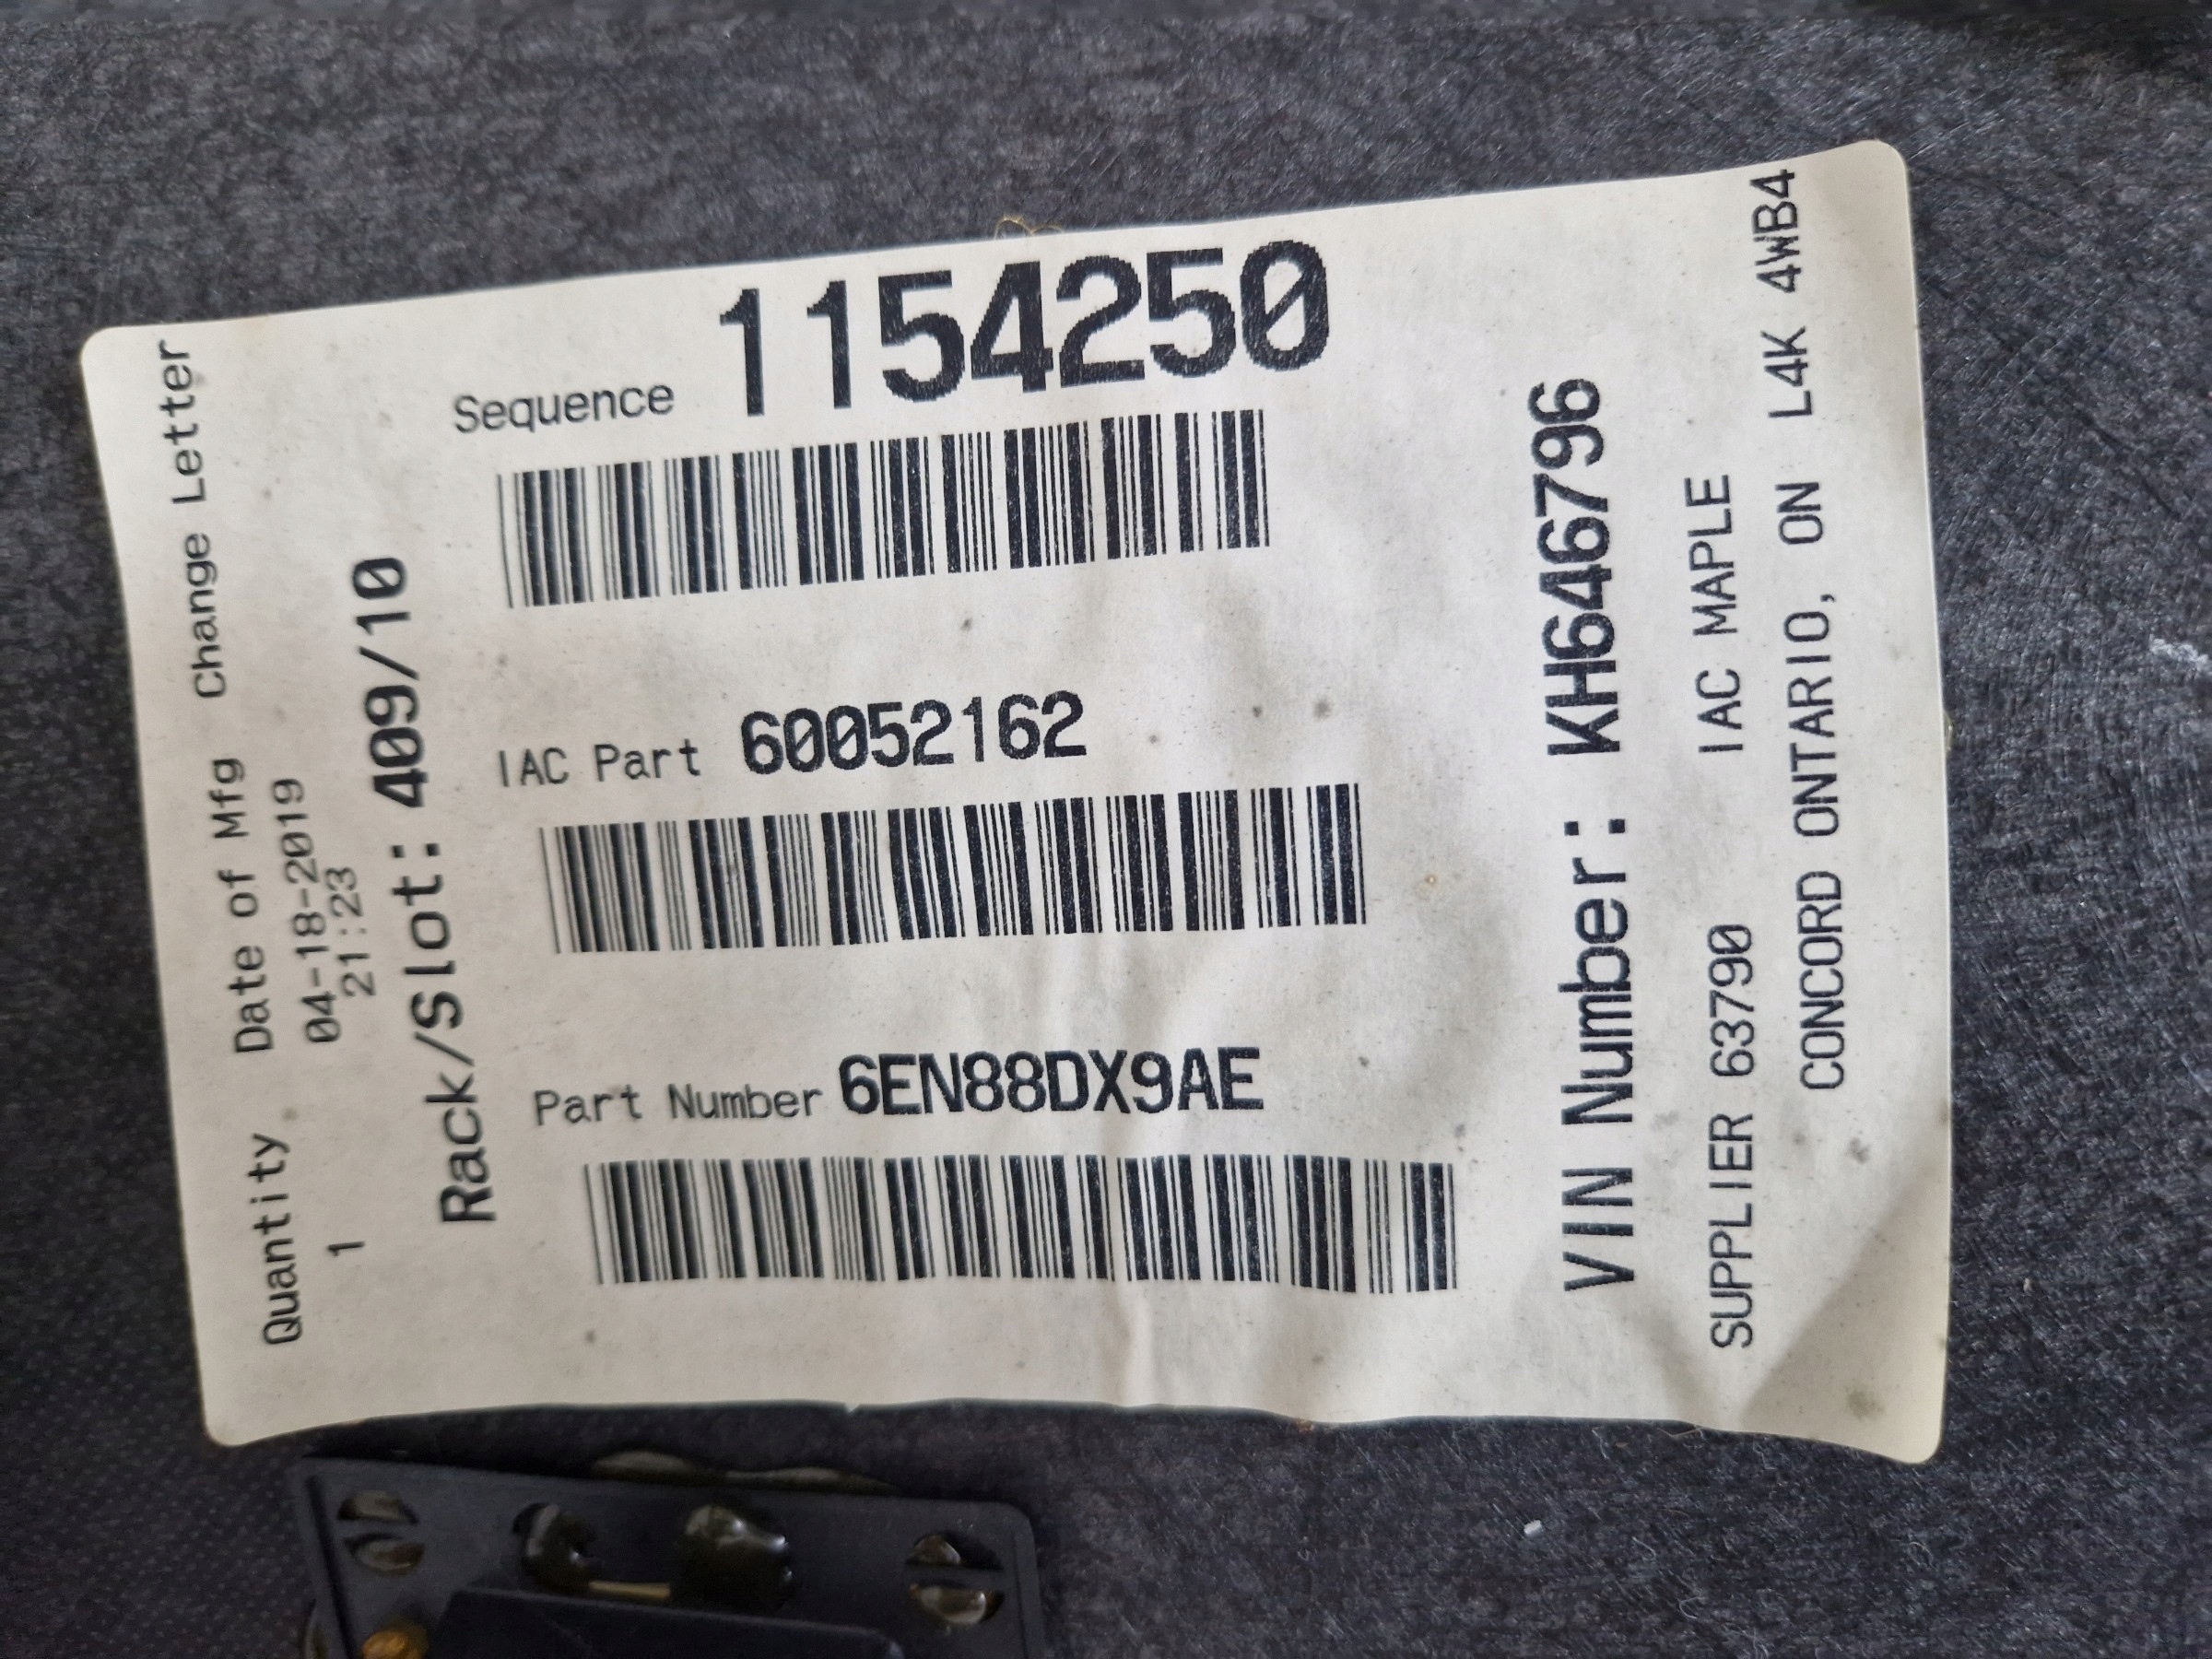 Sequence 1154250
IAC Part 60052162
Part Number 6EN88DX9AE
Quantity Date of Mfg Change Letter
1 04-18-2019
21:23
Rack/slot: 409/10
VIN Number: KH646796
SUPPLIER 63790 IAC MAPLE
CONCORD ONTARIO, ON L4K 4WB4